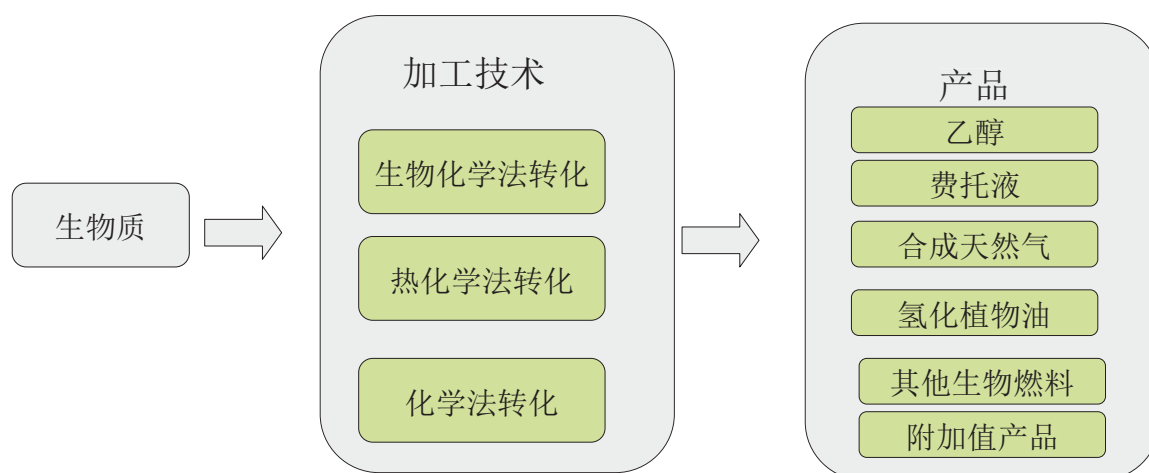 生物质
加工技术
生物化学法转化
热化学法转化
化学法转化
产品
乙醇
费托液
合成天然气
氢化植物油
其他生物燃料
附加值产品